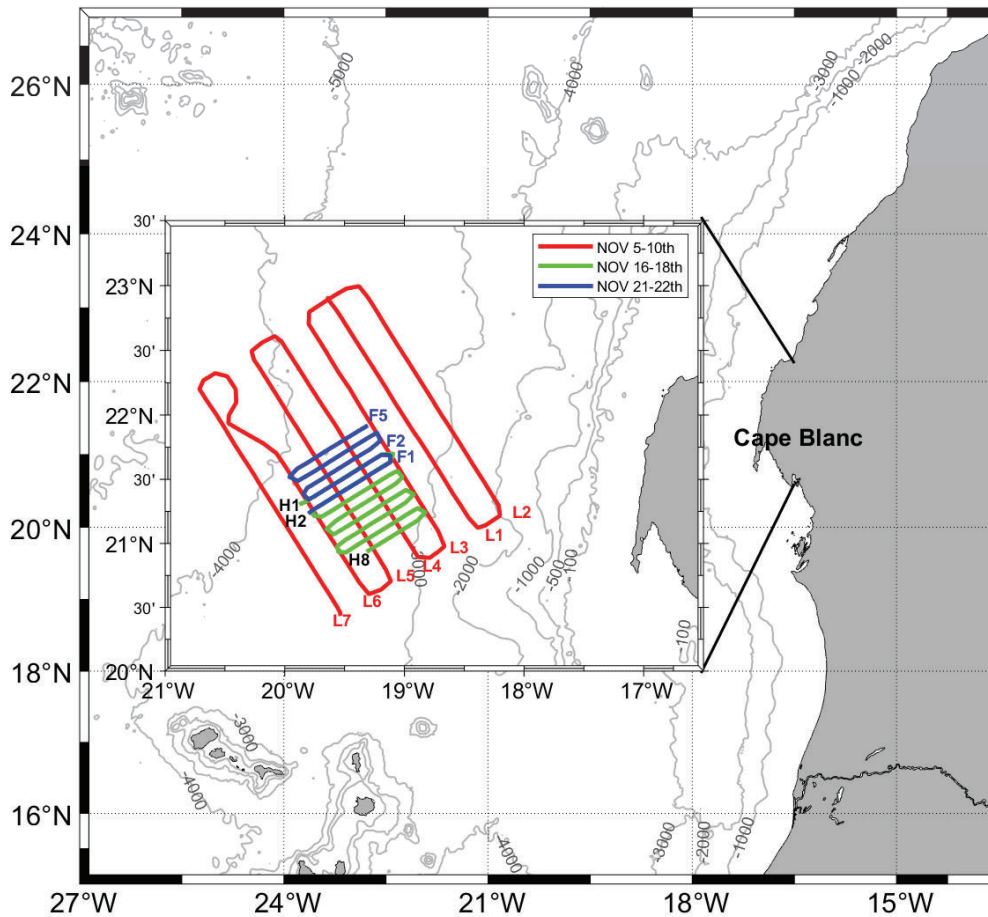 26°N
24°N
22°N
20°N
18°N
16°N
27°W
24°W
21°W
18°W
15°W
-5000
-4000
-3000
-2000
-1000
30'
23°N
30'
22°N
30'
21°N
30'
20°N
21°W
20°W
19°W
18°W
17°W
NOV 5-10th
NOV 16-18th
NOV 21-22th
F5
F2
F1
H1
H2
H8
L2
L1
L3
L4
L5
L6
L7
-4000
-2000
-1000
-500
-100
-100
Cape Blanc
-3000
-4000
-4000
-3000
-2000
-1000